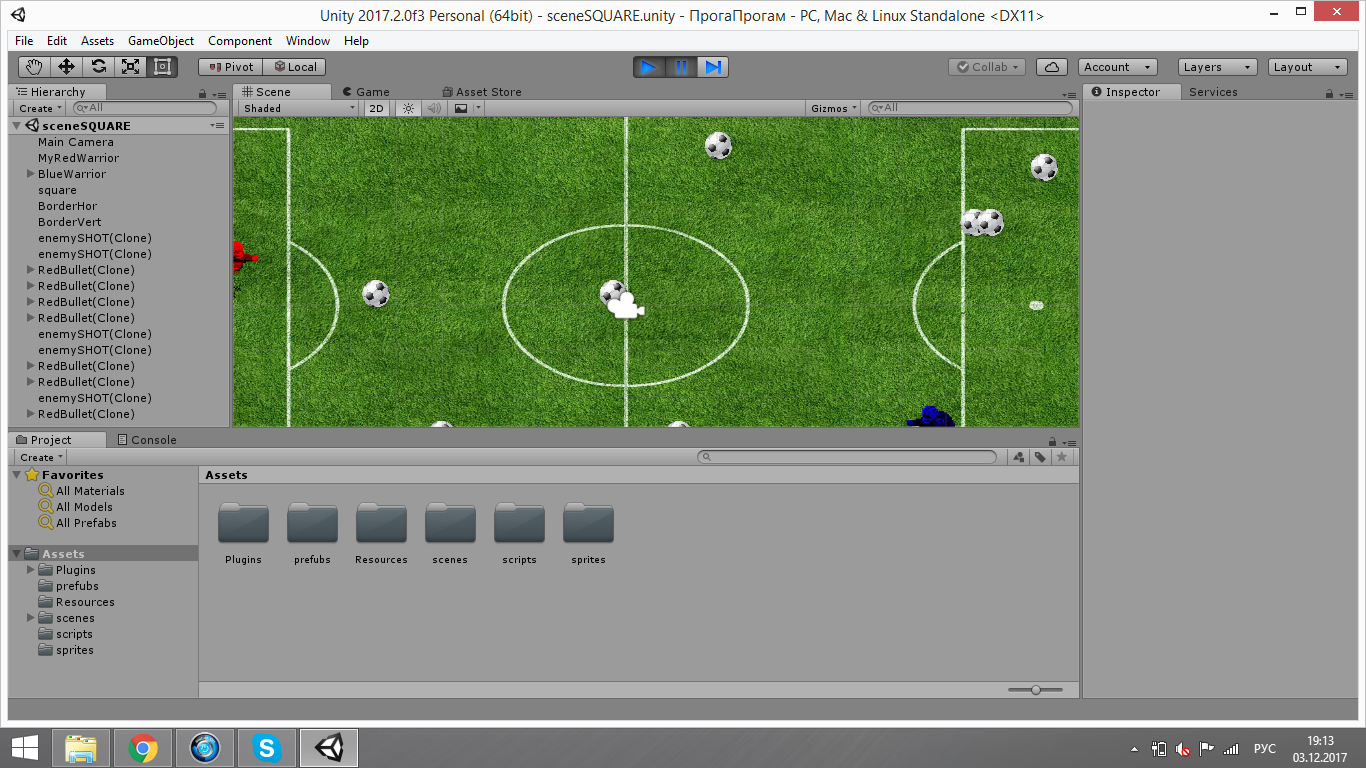 Unity 2017.2.0f3 Personal (64bit) - sceneSQUARE.unity - ПрогаПрогам - PC, Mac & Linux Standalone <DX11>
File Edit Assets GameObject Component Window Help
Pivot Local Collab Account Layers Layout
Hierarchy
Create All
sceneSQUARE
Main Camera
MyRedWarrior
BlueWarrior
square
BorderHor
BorderVert
enemySHOT(Clone)
enemySHOT(Clone)
RedBullet(Clone)
RedBullet(Clone)
RedBullet(Clone)
RedBullet(Clone)
enemySHOT(Clone)
enemySHOT(Clone)
RedBullet(Clone)
RedBullet(Clone)
enemySHOT(Clone)
RedBullet(Clone)
Scene Game Asset Store
Shaded 2D Gizmos All
Inspector Services
Project Console
Create
Favorites
All Materials
All Models
All Prefabs
Assets
Plugins
prefubs
Resources
scenes
scripts
sprites
Assets
Plugins prefubs Resources scenes scripts sprites
РУС
19:13
03.12.2017